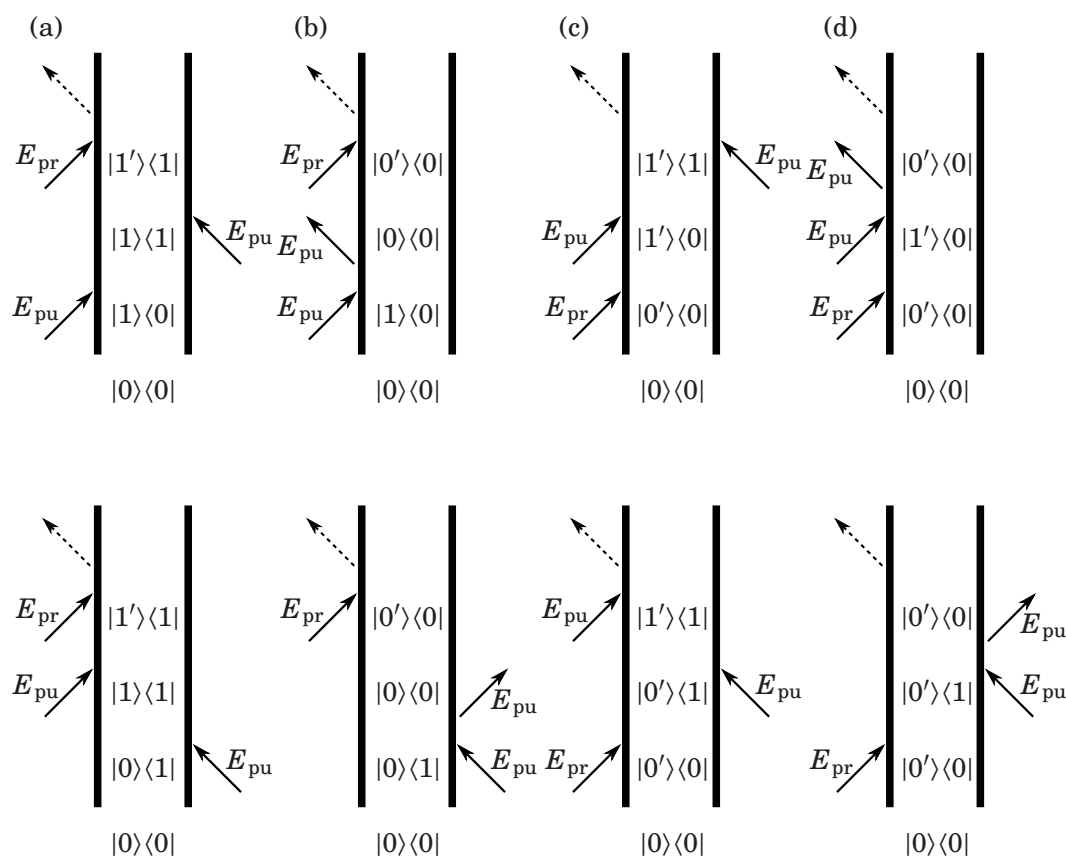 (a) (b) (c) (d)
E_pr |1′⟩⟨1| E_pr |0′⟩⟨0| |1′⟩⟨1| E_pu E_pu |0′⟩⟨0|
|1⟩⟨1| E_pu E_pu |0⟩⟨0| E_pu |1′⟩⟨0| E_pu |1′⟩⟨0|
E_pu |1⟩⟨0| E_pu |1⟩⟨0| E_pr |0′⟩⟨0| E_pr |0′⟩⟨0|
|0⟩⟨0| |0⟩⟨0| |0⟩⟨0| |0⟩⟨0|
E_pr |1′⟩⟨1| E_pr |0′⟩⟨0| E_pu |1′⟩⟨1| |0′⟩⟨0| E_pu
E_pu |1⟩⟨1| |0⟩⟨0| E_pu |0′⟩⟨1| E_pu |0′⟩⟨1| E_pu
|0⟩⟨1| E_pu |0⟩⟨1| E_pu E_pr |0′⟩⟨0| E_pr |0′⟩⟨0|
|0⟩⟨0| |0⟩⟨0| |0⟩⟨0| |0⟩⟨0|